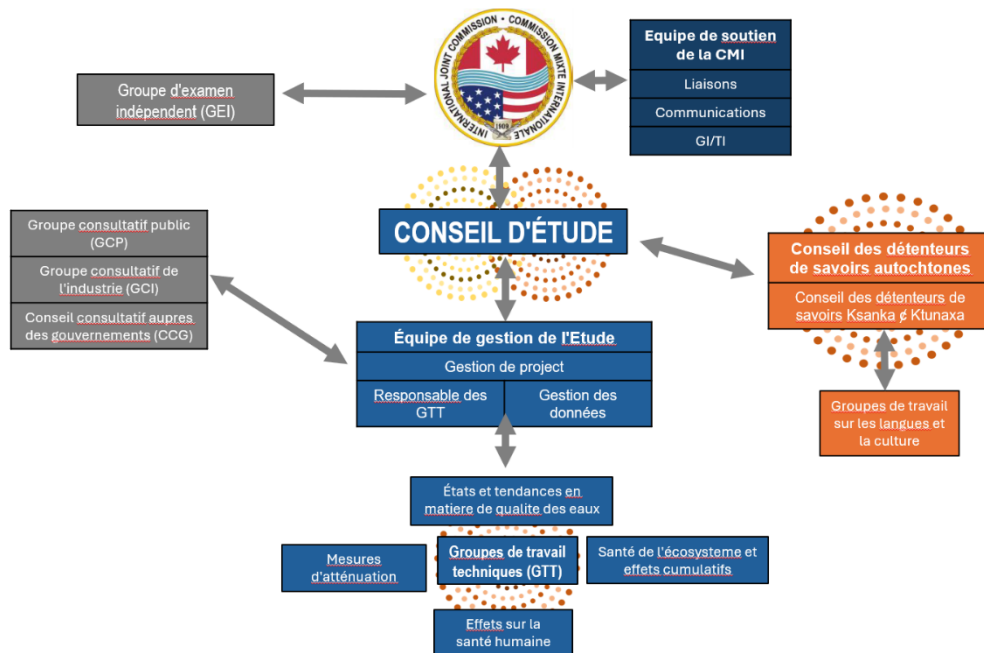 INTERNATIONAL JOINT COMMISSION • COMMISSION MIXTE INTERNATIONALE
1909
Equipe de soutien
de la CMI
Liaisons
Communications
GI/TI
Groupe d'examen
indépendant (GEI)
CONSEIL D'ÉTUDE
Groupe consultatif public
(GCP)
Groupe consultatif de
l'industrie (GCI)
Conseil consultatif aupres
des gouvernements (CCG)
Conseil des détenteurs
de savoirs autochtones
Conseil des détenteurs de
savoirs Ksanka ȼ Ktunaxa
Équipe de gestion de l'Etude
Gestion de project
Responsable des
GTT
Gestion des
données
Groupes de travail
sur les langues et
la culture
États et tendances en
matiere de qualite des eaux
Mesures
d'atténuation
Groupes de travail
techniques (GTT)
Santé de l'écosysteme et
effets cumulatifs
Effets sur la
santé humaine